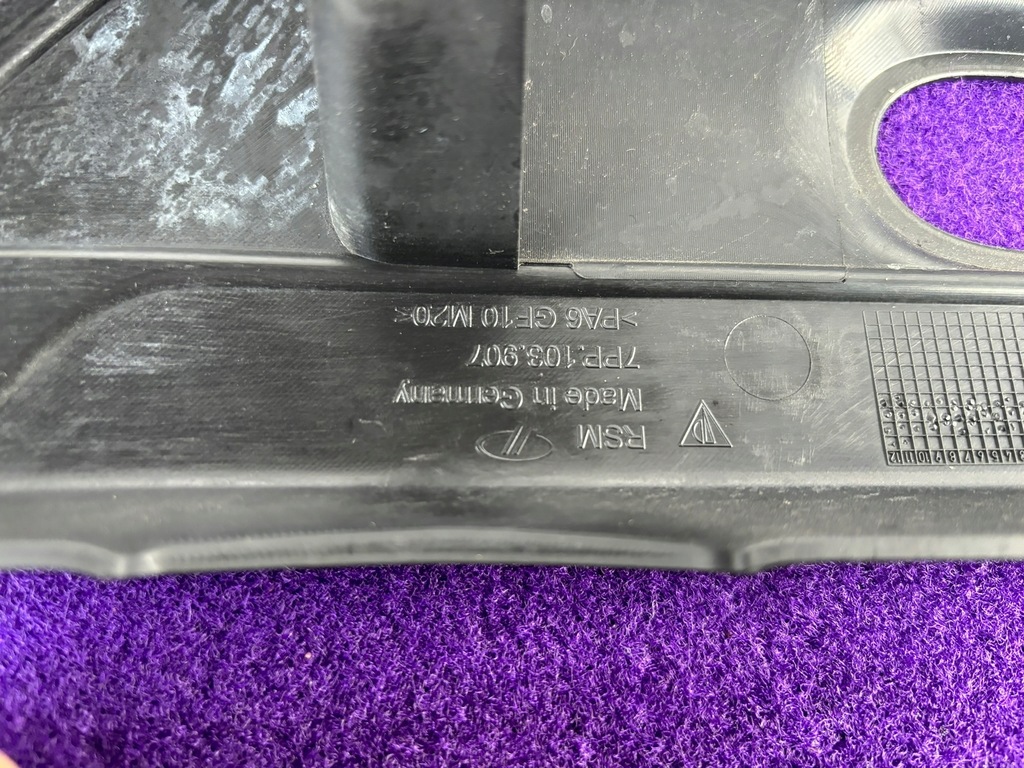 RSM
Made in Germany
7PP.103.907
>PA6 GF10 M20<